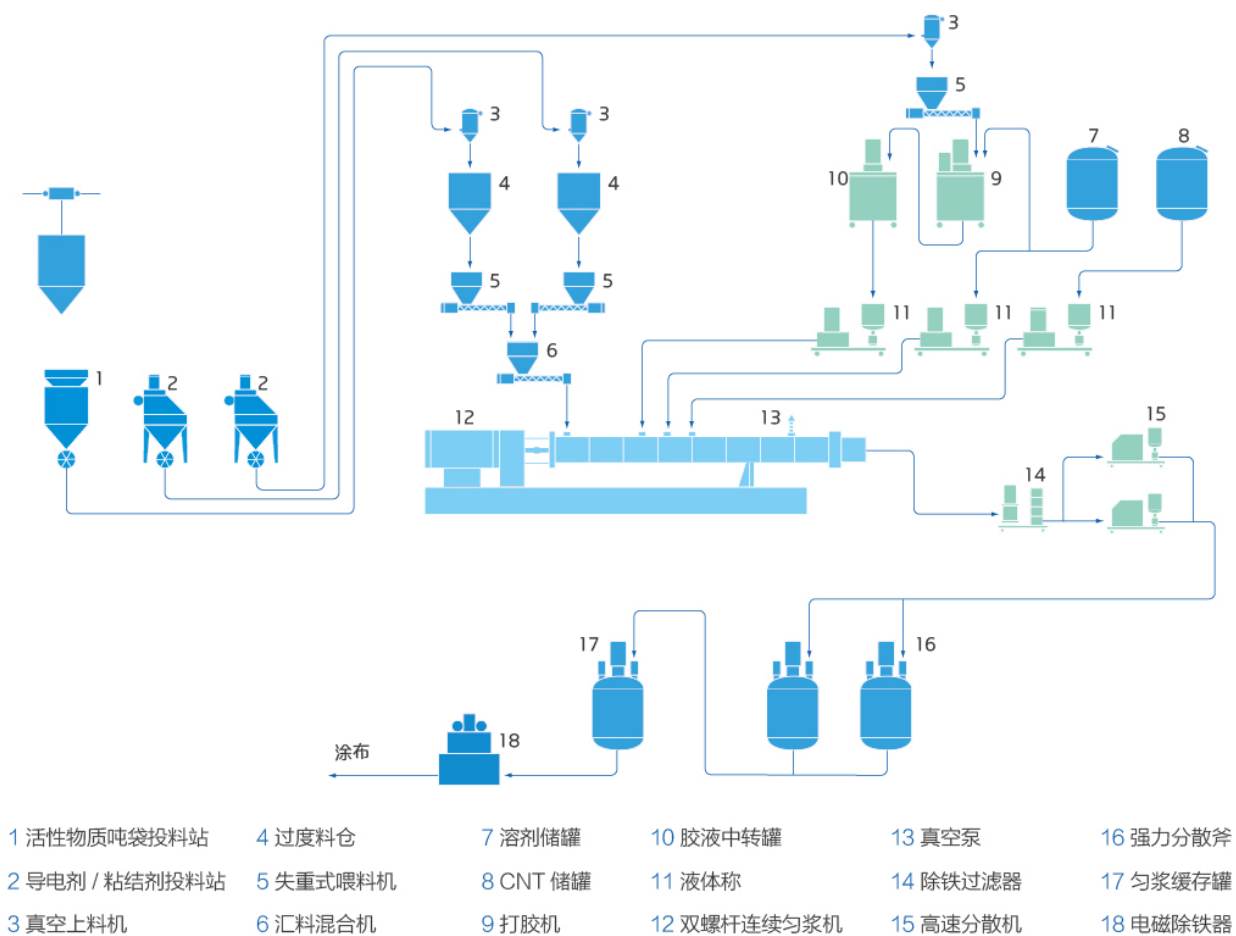 3
5
3
3
7
8
4
4
10
9
5
5
11
11
11
6
1
2
2
12
13
15
14
17
16
18
涂布
1 活性物质吨袋投料站
4 过度料仓
7 溶剂储罐
10 胶液中转罐
13 真空泵
16 强力分散斧
2 导电剂 / 粘结剂投料站
5 失重式喂料机
8 CNT 储罐
11 液体称
14 除铁过滤器
17 匀浆缓存罐
3 真空上料机
6 汇料混合机
9 打胶机
12 双螺杆连续匀浆机
15 高速分散机
18 电磁除铁器